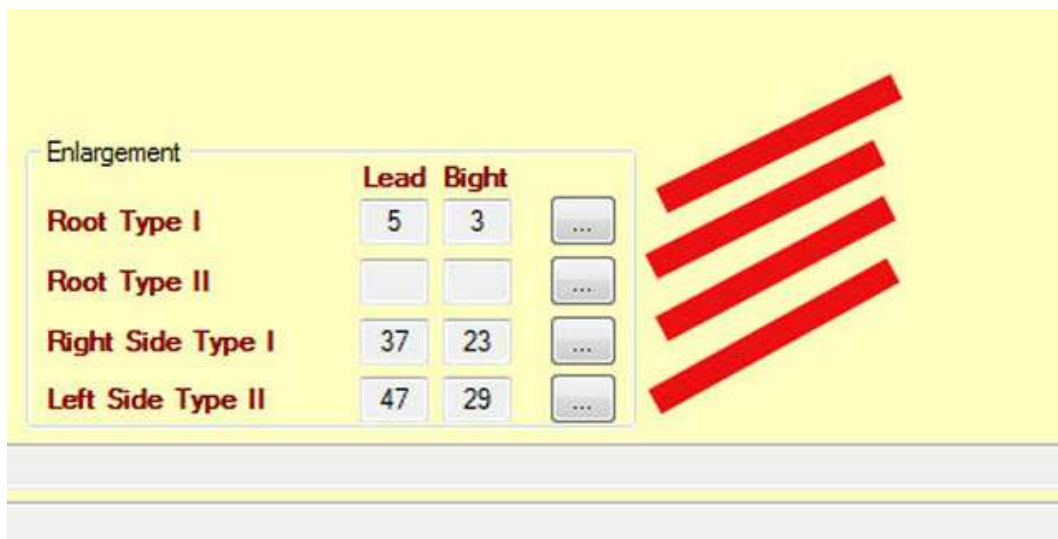 Enlargement
Lead Bight
Root Type I 5 3 ...
Root Type II ...
Right Side Type I 37 23 ...
Left Side Type II 47 29 ...